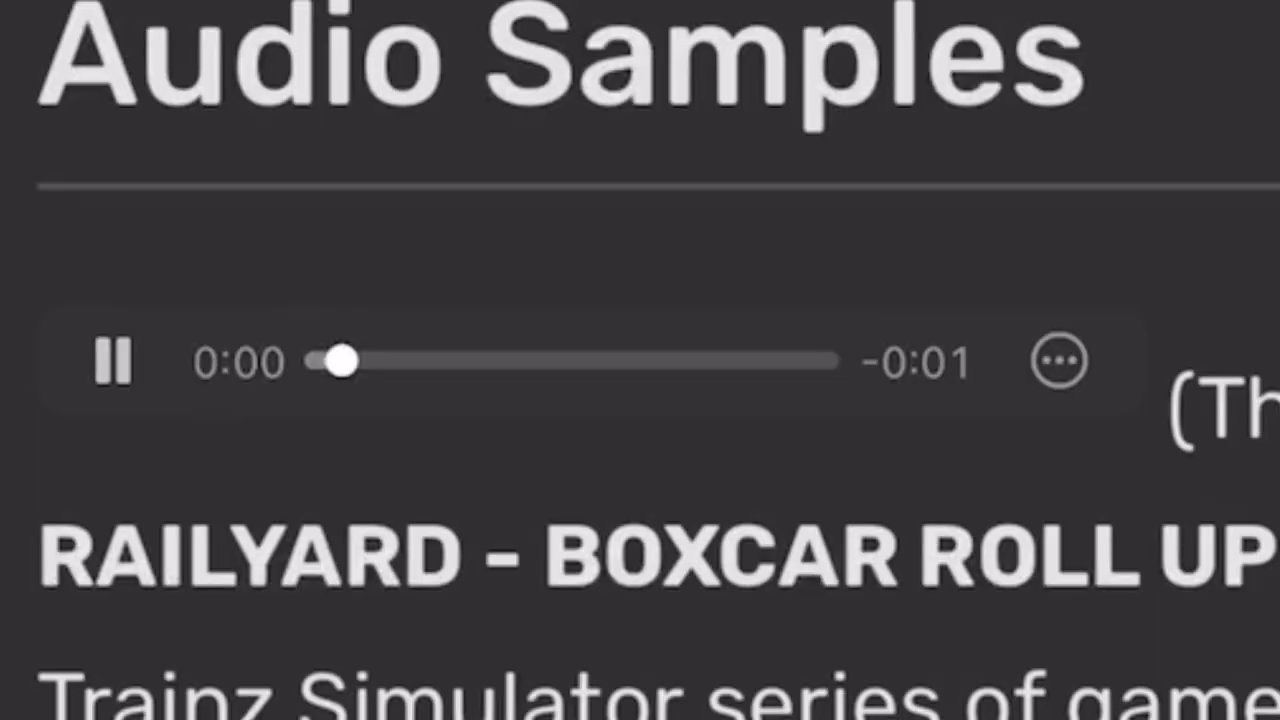 Audio Samples
0:00 -0:01
(Th
RAILYARD - BOXCAR ROLL UP
Trainz Simulator series of game